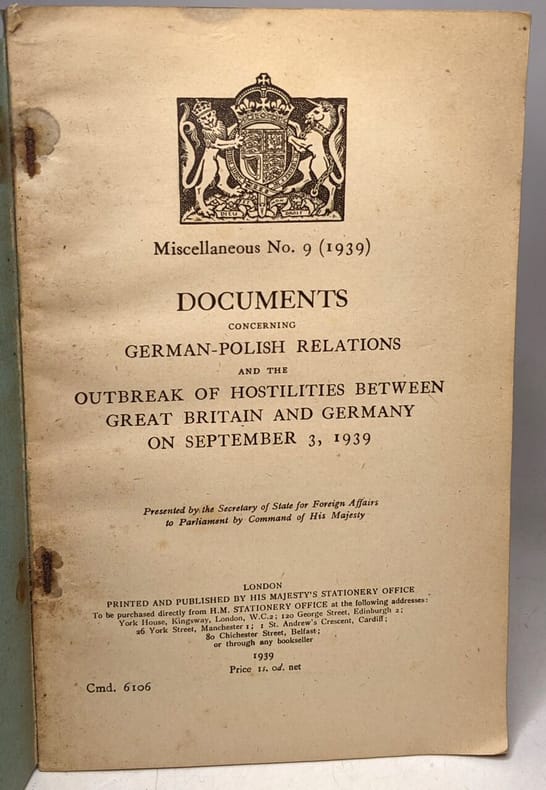 DIEU DROIT
Miscellaneous No. 9 (1939)
DOCUMENTS
CONCERNING
GERMAN-POLISH RELATIONS
AND THE
OUTBREAK OF HOSTILITIES BETWEEN
GREAT BRITAIN AND GERMANY
ON SEPTEMBER 3, 1939
Presented by the Secretary of State for Foreign Affairs
to Parliament by Command of His Majesty
LONDON
PRINTED AND PUBLISHED BY HIS MAJESTY'S STATIONERY OFFICE
To be purchased directly from H.M. STATIONERY OFFICE at the following addresses:
York House, Kingsway, London, W.C.2; 120 George Street, Edinburgh 2;
26 York Street, Manchester 1; 1 St. Andrew's Crescent, Cardiff;
80 Chichester Street, Belfast;
or through any bookseller
1939
Price 1s. 0d. net
Cmd. 6106